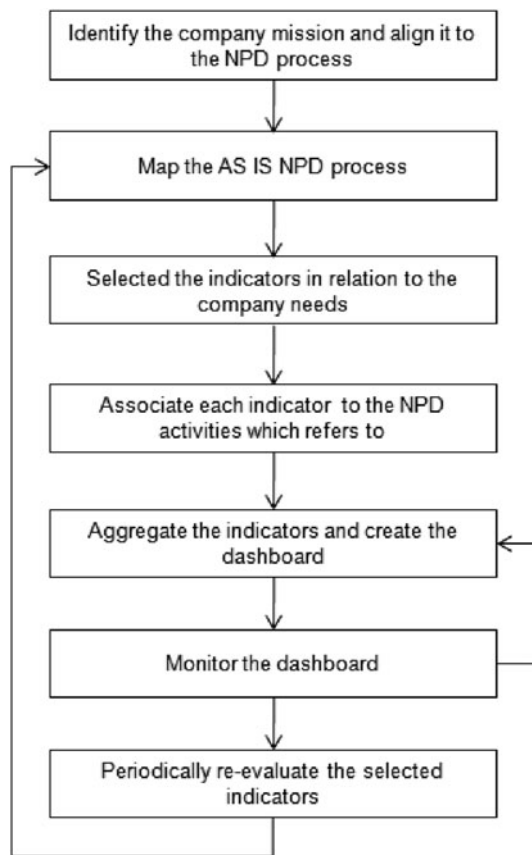 Identify the company mission and align it to
the NPD process
Map the AS IS NPD process
Selected the indicators in relation to the
company needs
Associate each indicator to the NPD
activities which refers to
Aggregate the indicators and create the
dashboard
Monitor the dashboard
Periodically re-evaluate the selected
indicators